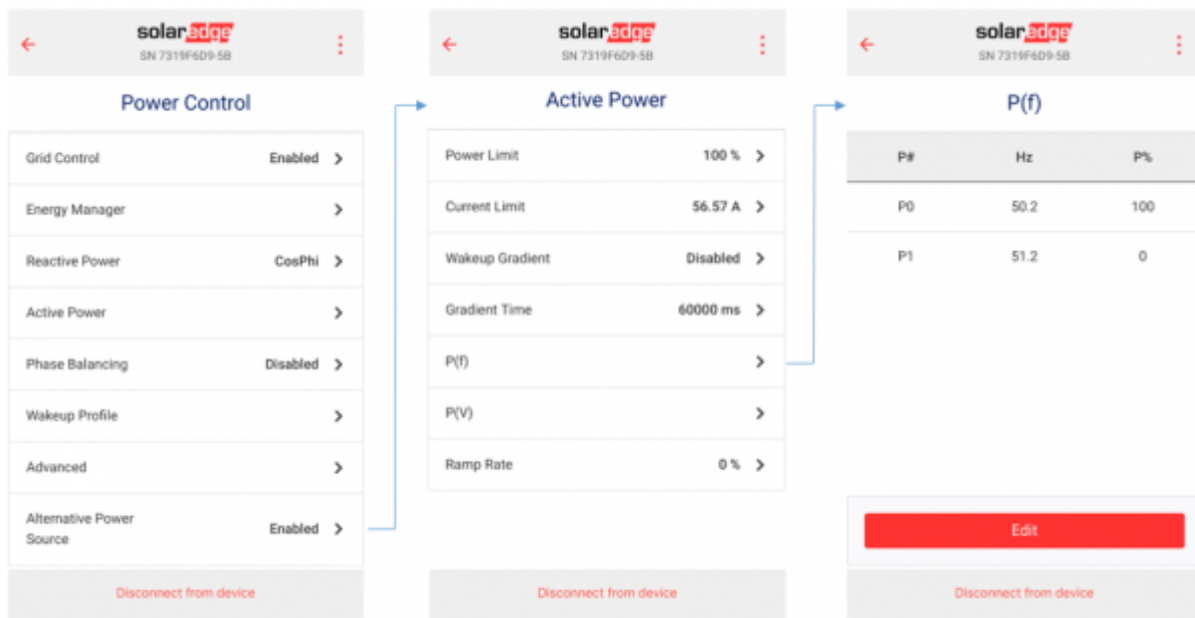 solaredge
SN 7319F6D9-5B
Power Control
Grid Control Enabled
Energy Manager
Reactive Power CosPhi
Active Power
Phase Balancing Disabled
Wakeup Profile
Advanced
Alternative Power
Source Enabled
Disconnect from device
solaredge
SN 7319F6D9-5B
Active Power
Power Limit 100 %
Current Limit 56.57 A
Wakeup Gradient Disabled
Gradient Time 60000 ms
P(f)
P(V)
Ramp Rate 0 %
Disconnect from device
solaredge
SN 7319F6D9-5B
P(f)
P# Hz P%
P0 50.2 100
P1 51.2 0
Edit
Disconnect from device